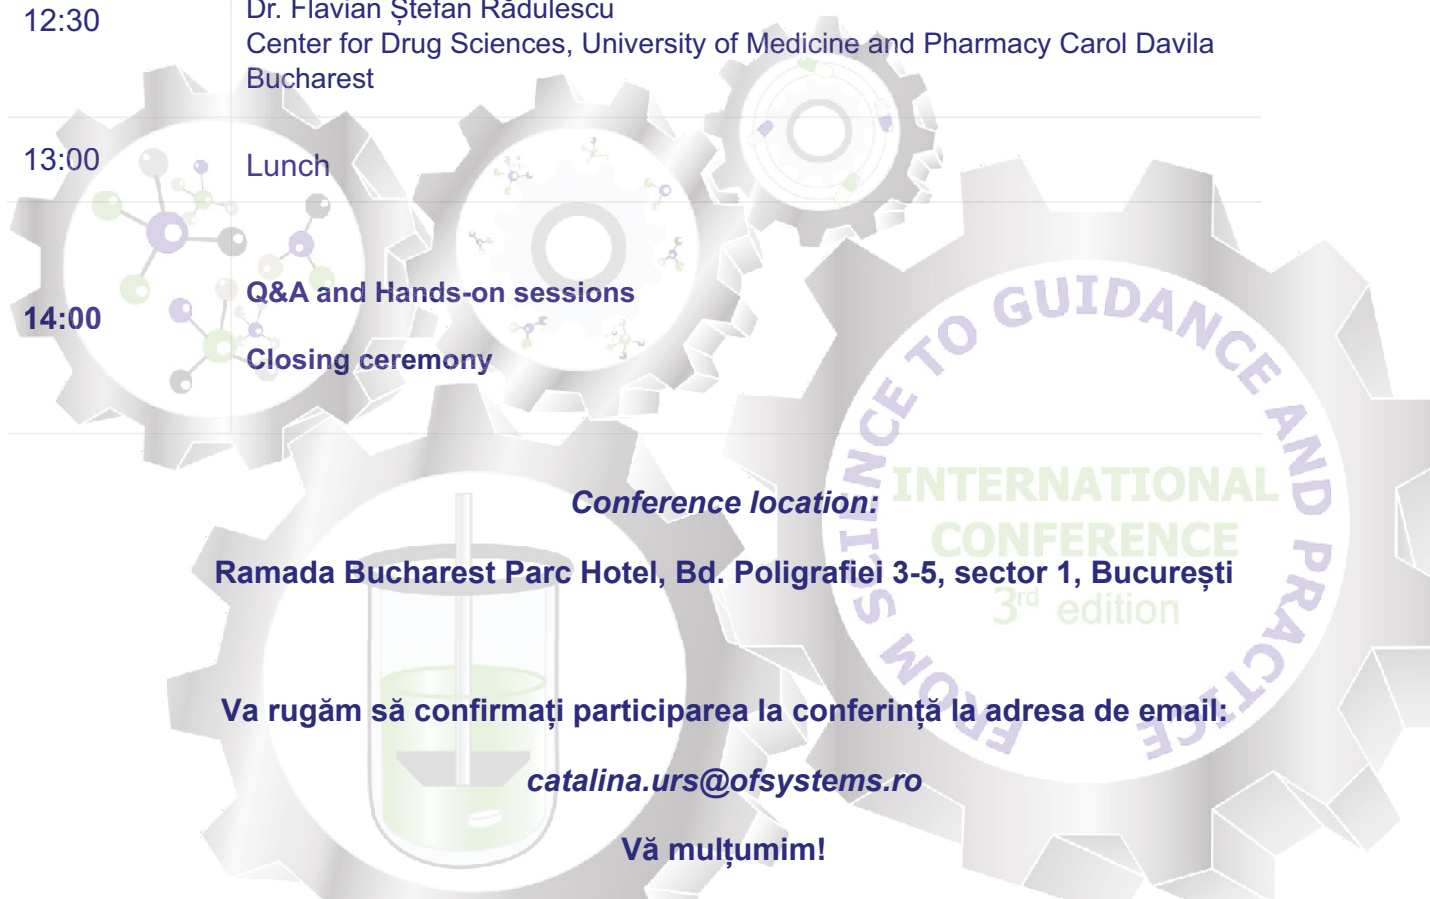 12:30
Dr. Flavian Ștefan Rădulescu
Center for Drug Sciences, University of Medicine and Pharmacy Carol Davila
Bucharest
13:00
Lunch
14:00
Q&A and Hands-on sessions
Closing ceremony
FROM SCIENCE TO GUIDANCE AND PRACTICE
INTERNATIONAL
CONFERENCE
3rd edition
Conference location:
Ramada Bucharest Parc Hotel, Bd. Poligrafiei 3-5, sector 1, București
Va rugăm să confirmați participarea la conferință la adresa de email:
catalina.urs@ofsystems.ro
Vă mulțumim!